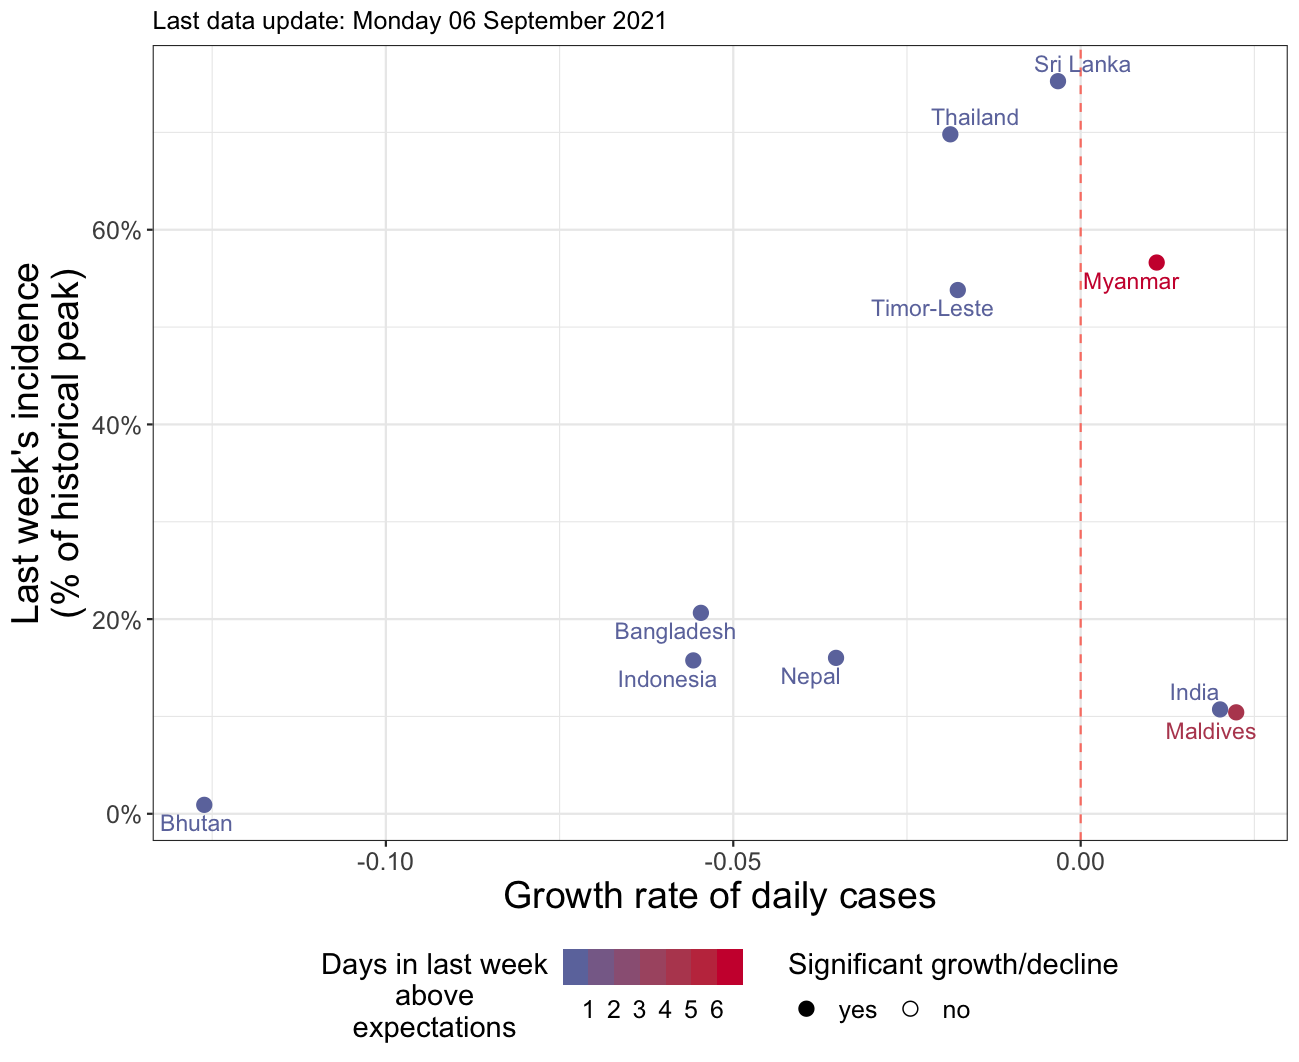 Last data update: Monday 06 September 2021
Sri Lanka
Thailand
60%
Myanmar
Timor-Leste
Last week's incidence
(% of historical peak)
40%
20%
Bangladesh
Indonesia
Nepal
India
Maldives
0%
Bhutan
-0.10 -0.05 0.00
Growth rate of daily cases
Days in last week
above
expectations
1 2 3 4 5 6
Significant growth/decline
yes no